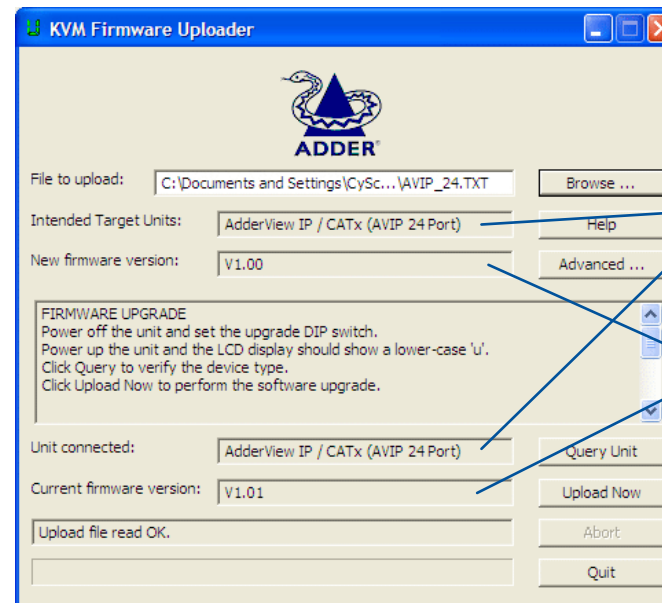 KVM Firmware Uploader
ADDER®
File to upload: C:\Documents and Settings\CySc...\AVIP_24.TXT Browse ...
Intended Target Units: AdderView IP / CATx (AVIP 24 Port) Help
New firmware version: V1.00 Advanced ...
FIRMWARE UPGRADE
Power off the unit and set the upgrade DIP switch.
Power up the unit and the LCD display should show a lower-case 'u'.
Click Query to verify the device type.
Click Upload Now to perform the software upgrade.
Unit connected: AdderView IP / CATx (AVIP 24 Port) Query Unit
Current firmware version: V1.01 Upload Now
Upload file read OK. Abort
Quit